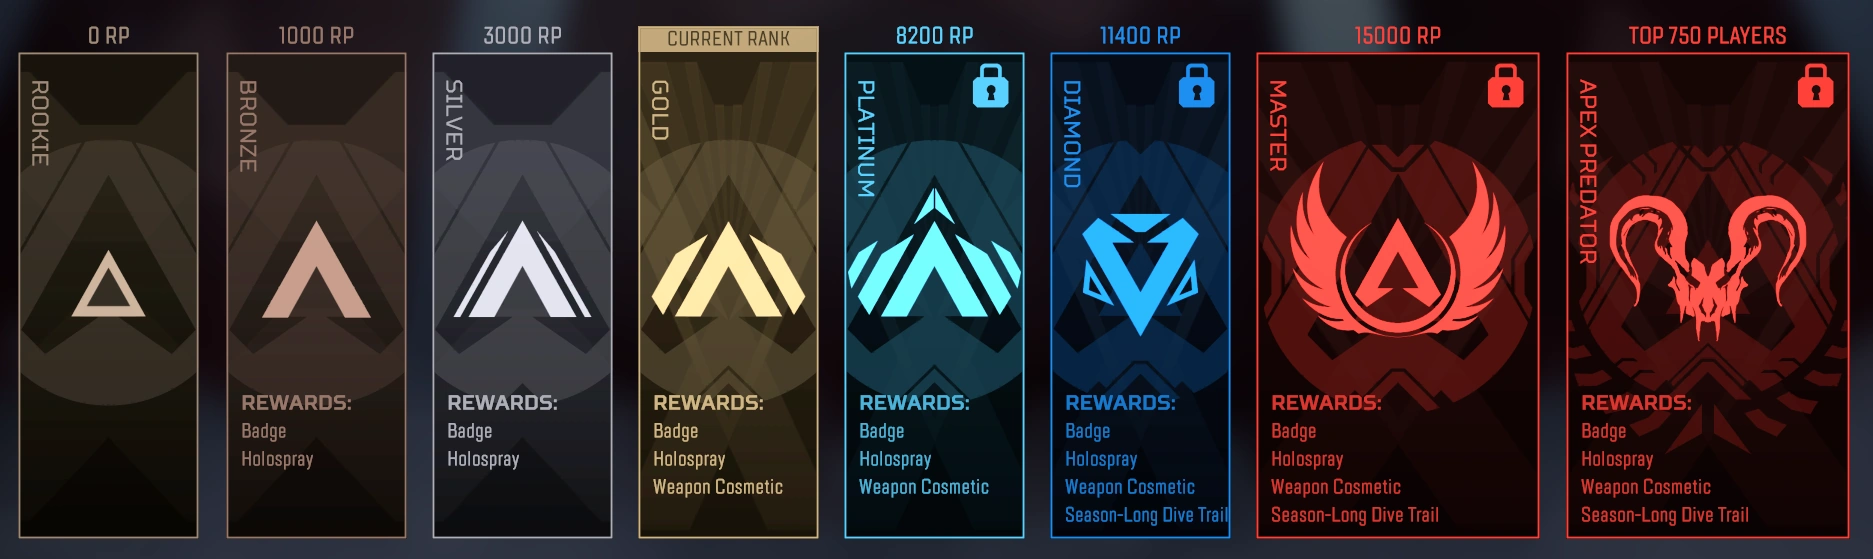 0 RP
ROOKIE
1000 RP
BRONZE
REWARDS:
Badge
Holospray
3000 RP
SILVER
REWARDS:
Badge
Holospray
CURRENT RANK
GOLD
REWARDS:
Badge
Holospray
Weapon Cosmetic
8200 RP
PLATINUM
REWARDS:
Badge
Holospray
Weapon Cosmetic
11400 RP
DIAMOND
REWARDS:
Badge
Holospray
Weapon Cosmetic
Season-Long Dive Trail
15000 RP
MASTER
REWARDS:
Badge
Holospray
Weapon Cosmetic
Season-Long Dive Trail
TOP 750 PLAYERS
APEX PREDATOR
REWARDS:
Badge
Holospray
Weapon Cosmetic
Season-Long Dive Trail